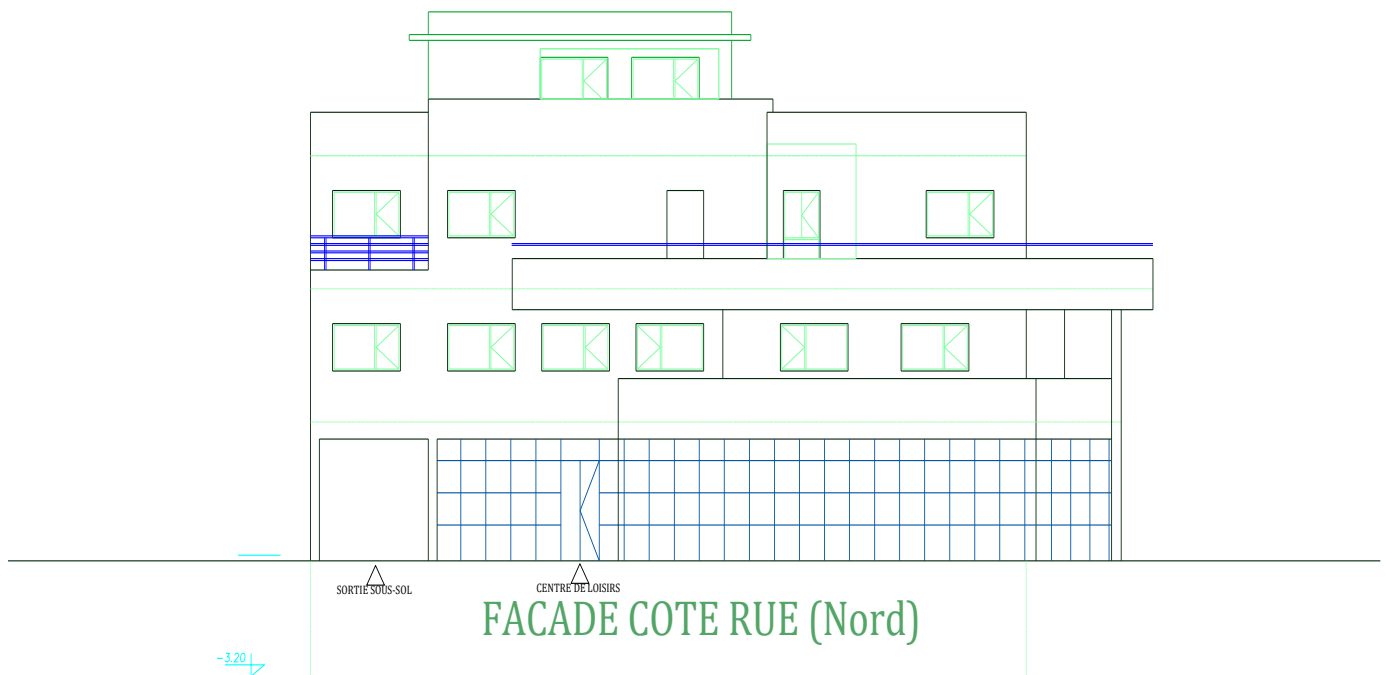 SORTIE SOUS-SOL
CENTRE DE LOISIRS
FACADE COTE RUE (Nord)
-3.20